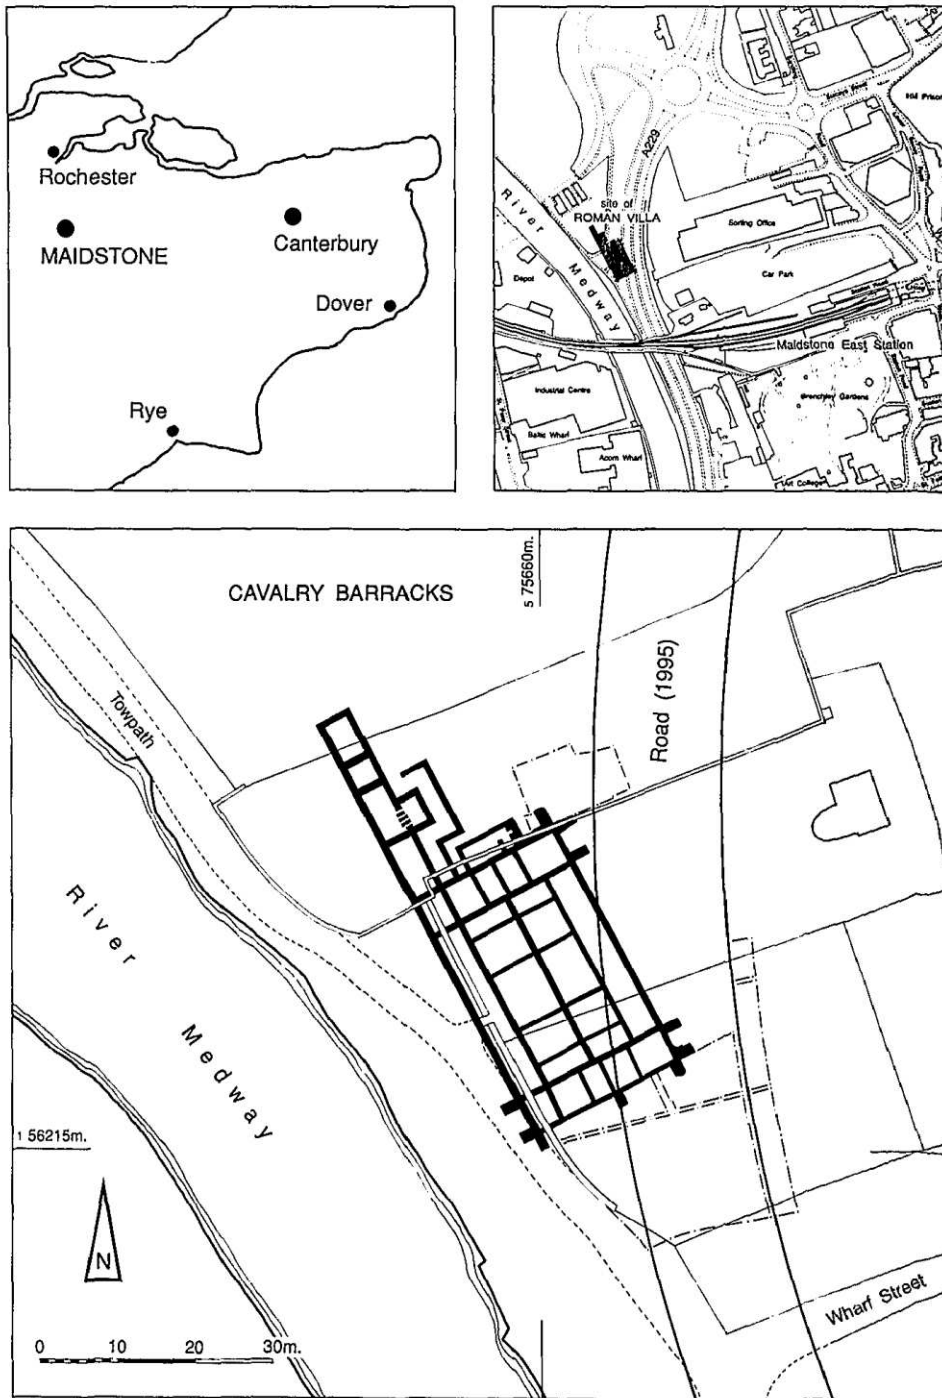 Rochester
MAIDSTONE
Canterbury
Dover
Rye
A229
River
Medway
site of
ROMAN VILLA
Sorting Office
Car Park
Depot
Maidstone East Station
Industrial Centre
Baltic Wharf
Acorn Wharf
Brenchley Gardens
Art College
CAVALRY BARRACKS
5 75660m.
Road (1995)
Towpath
River
Medway
1 56215m.
N
0 10 20 30m.
Wharf Street